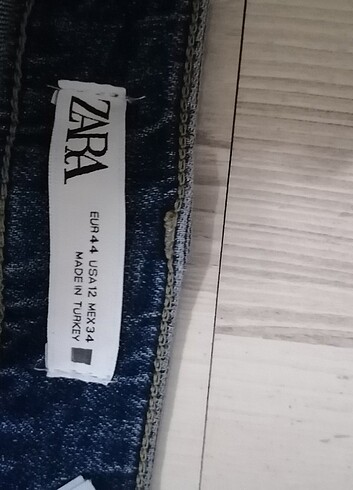 ZARA
EUR 44 USA 12 MEX 34
MADE IN TURKEY